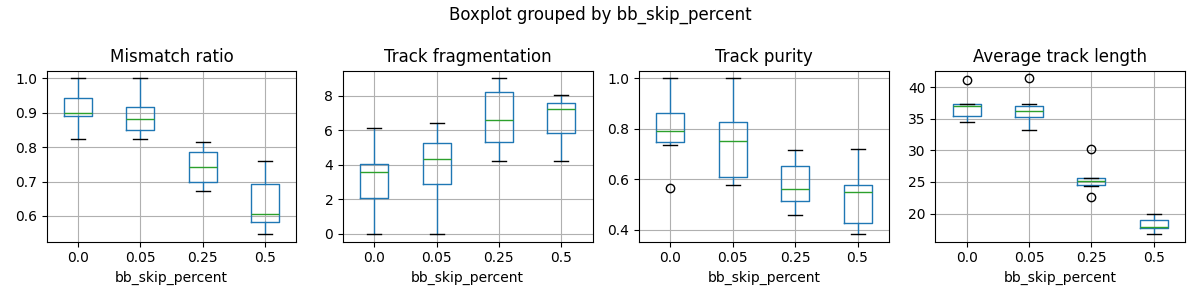 Boxplot grouped by bb_skip_percent
Mismatch ratio
1.0
0.9
0.8
0.7
0.6
0.0 0.05 0.25 0.5
bb_skip_percent
Track fragmentation
8
6
4
2
0
0.0 0.05 0.25 0.5
bb_skip_percent
Track purity
1.0
0.8
0.6
0.4
0.0 0.05 0.25 0.5
bb_skip_percent
Average track length
40
35
30
25
20
0.0 0.05 0.25 0.5
bb_skip_percent